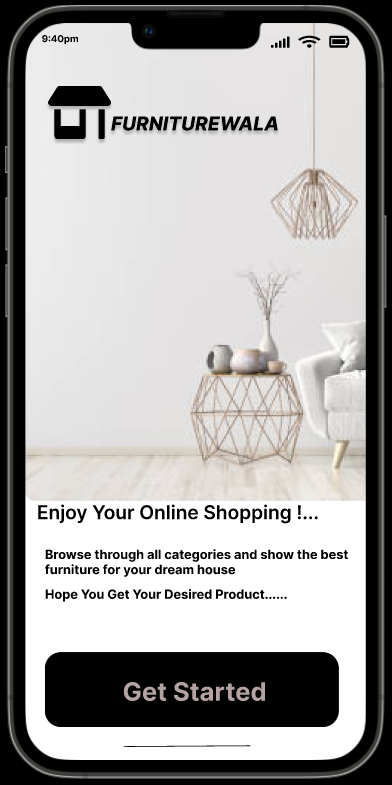 9:40pm
FURNITUREWALA
Enjoy Your Online Shopping !...
Browse through all categories and show the best
furniture for your dream house
Hope You Get Your Desired Product......
Get Started